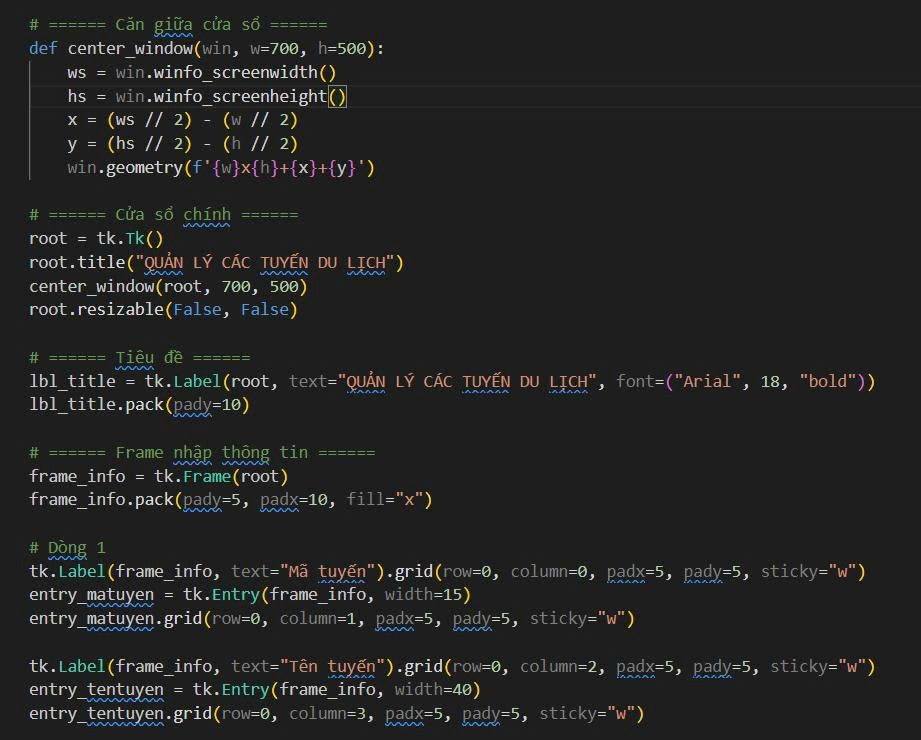 # ====== Căn giữa cửa sổ ======
def center_window(win, w=700, h=500):
    ws = win.winfo_screenwidth()
    hs = win.winfo_screenheight()
    x = (ws // 2) - (w // 2)
    y = (hs // 2) - (h // 2)
    win.geometry(f'{w}x{h}+{x}+{y}')

# ====== Cửa sổ chính ======
root = tk.Tk()
root.title("QUẢN LÝ CÁC TUYẾN DU LỊCH")
center_window(root, 700, 500)
root.resizable(False, False)

# ====== Tiêu đề ======
lbl_title = tk.Label(root, text="QUẢN LÝ CÁC TUYẾN DU LỊCH", font=("Arial", 18, "bold"))
lbl_title.pack(pady=10)

# ====== Frame nhập thông tin ======
frame_info = tk.Frame(root)
frame_info.pack(pady=5, padx=10, fill="x")

# Dòng 1
tk.Label(frame_info, text="Mã tuyến").grid(row=0, column=0, padx=5, pady=5, sticky="w")
entry_matuyen = tk.Entry(frame_info, width=15)
entry_matuyen.grid(row=0, column=1, padx=5, pady=5, sticky="w")

tk.Label(frame_info, text="Tên tuyến").grid(row=0, column=2, padx=5, pady=5, sticky="w")
entry_tentuyen = tk.Entry(frame_info, width=40)
entry_tentuyen.grid(row=0, column=3, padx=5, pady=5, sticky="w")